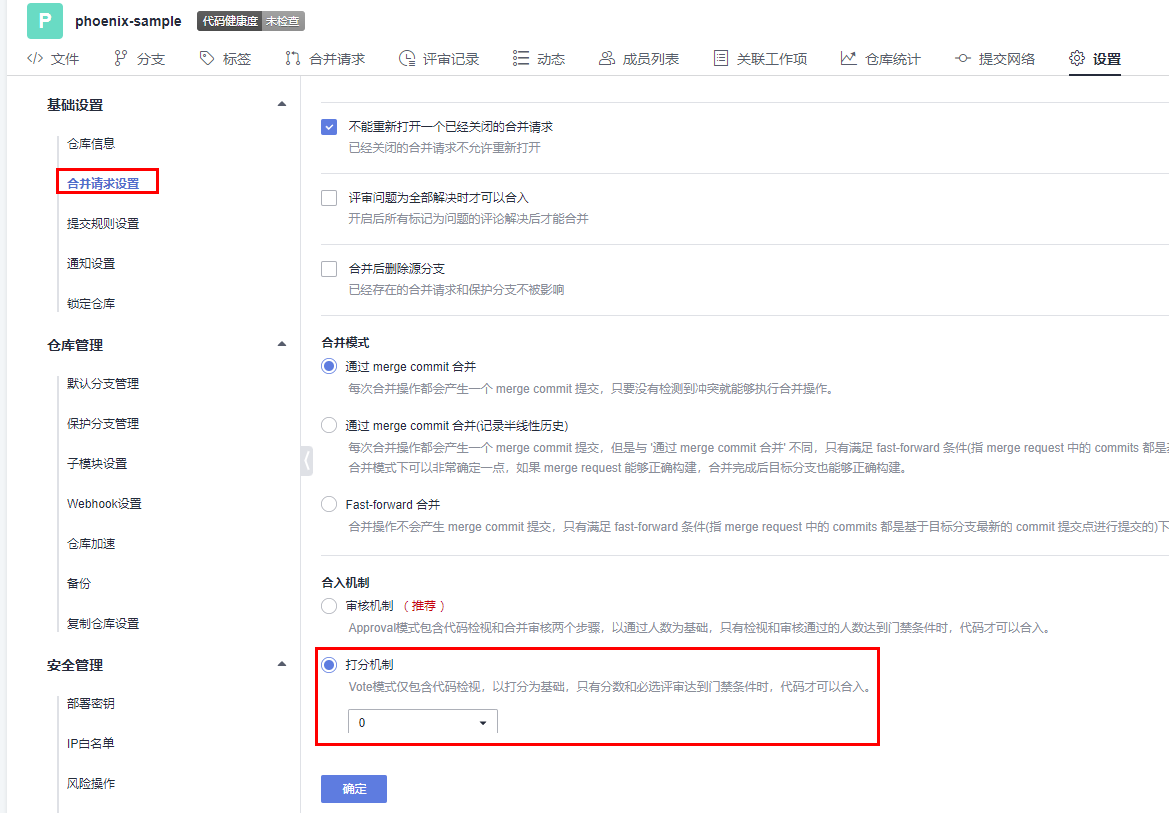 P
phoenix-sample 代码健康度 未检查
文件 分支 标签 合并请求 评审记录 动态 成员列表 关联工作项 仓库统计 提交网络 设置
基础设置
仓库信息
合并请求设置
提交规则设置
通知设置
锁定仓库
仓库管理
默认分支管理
保护分支管理
子模块设置
Webhook设置
仓库加速
备份
复制仓库设置
安全管理
部署密钥
IP白名单
风险操作
不能重新打开一个已经关闭的合并请求
已经关闭的合并请求不允许重新打开
评审问题为全部解决时才可以合入
开启后所有标记为问题的评论解决后才能合并
合并后删除源分支
已经存在的合并请求和保护分支不被影响
合并模式
通过 merge commit 合并
每次合并操作都会产生一个 merge commit 提交，只要没有检测到冲突就能够执行合并操作。
通过 merge commit 合并(记录半线性历史)
每次合并操作都会产生一个 merge commit 提交，但是与 '通过 merge commit 合并' 不同，只有满足 fast-forward 条件(指 merge request 中的 commits 都是
合并模式下可以非常确定一点，如果 merge request 能够正确构建，合并完成后目标分支也能够正确构建。
Fast-forward 合并
合并操作不会产生 merge commit 提交，只有满足 fast-forward 条件(指 merge request 中的 commits 都是基于目标分支最新的 commit 提交点进行提交的)下
合入机制
审核机制 （ 推荐 ）
Approval模式包含代码检视和合并审核两个步骤，以通过人数为基础，只有检视和审核通过的人数达到门禁条件时，代码才可以合入。
打分机制
Vote模式仅包含代码检视，以打分为基础，只有分数和必选评审达到门禁条件时，代码才可以合入。
0
确定